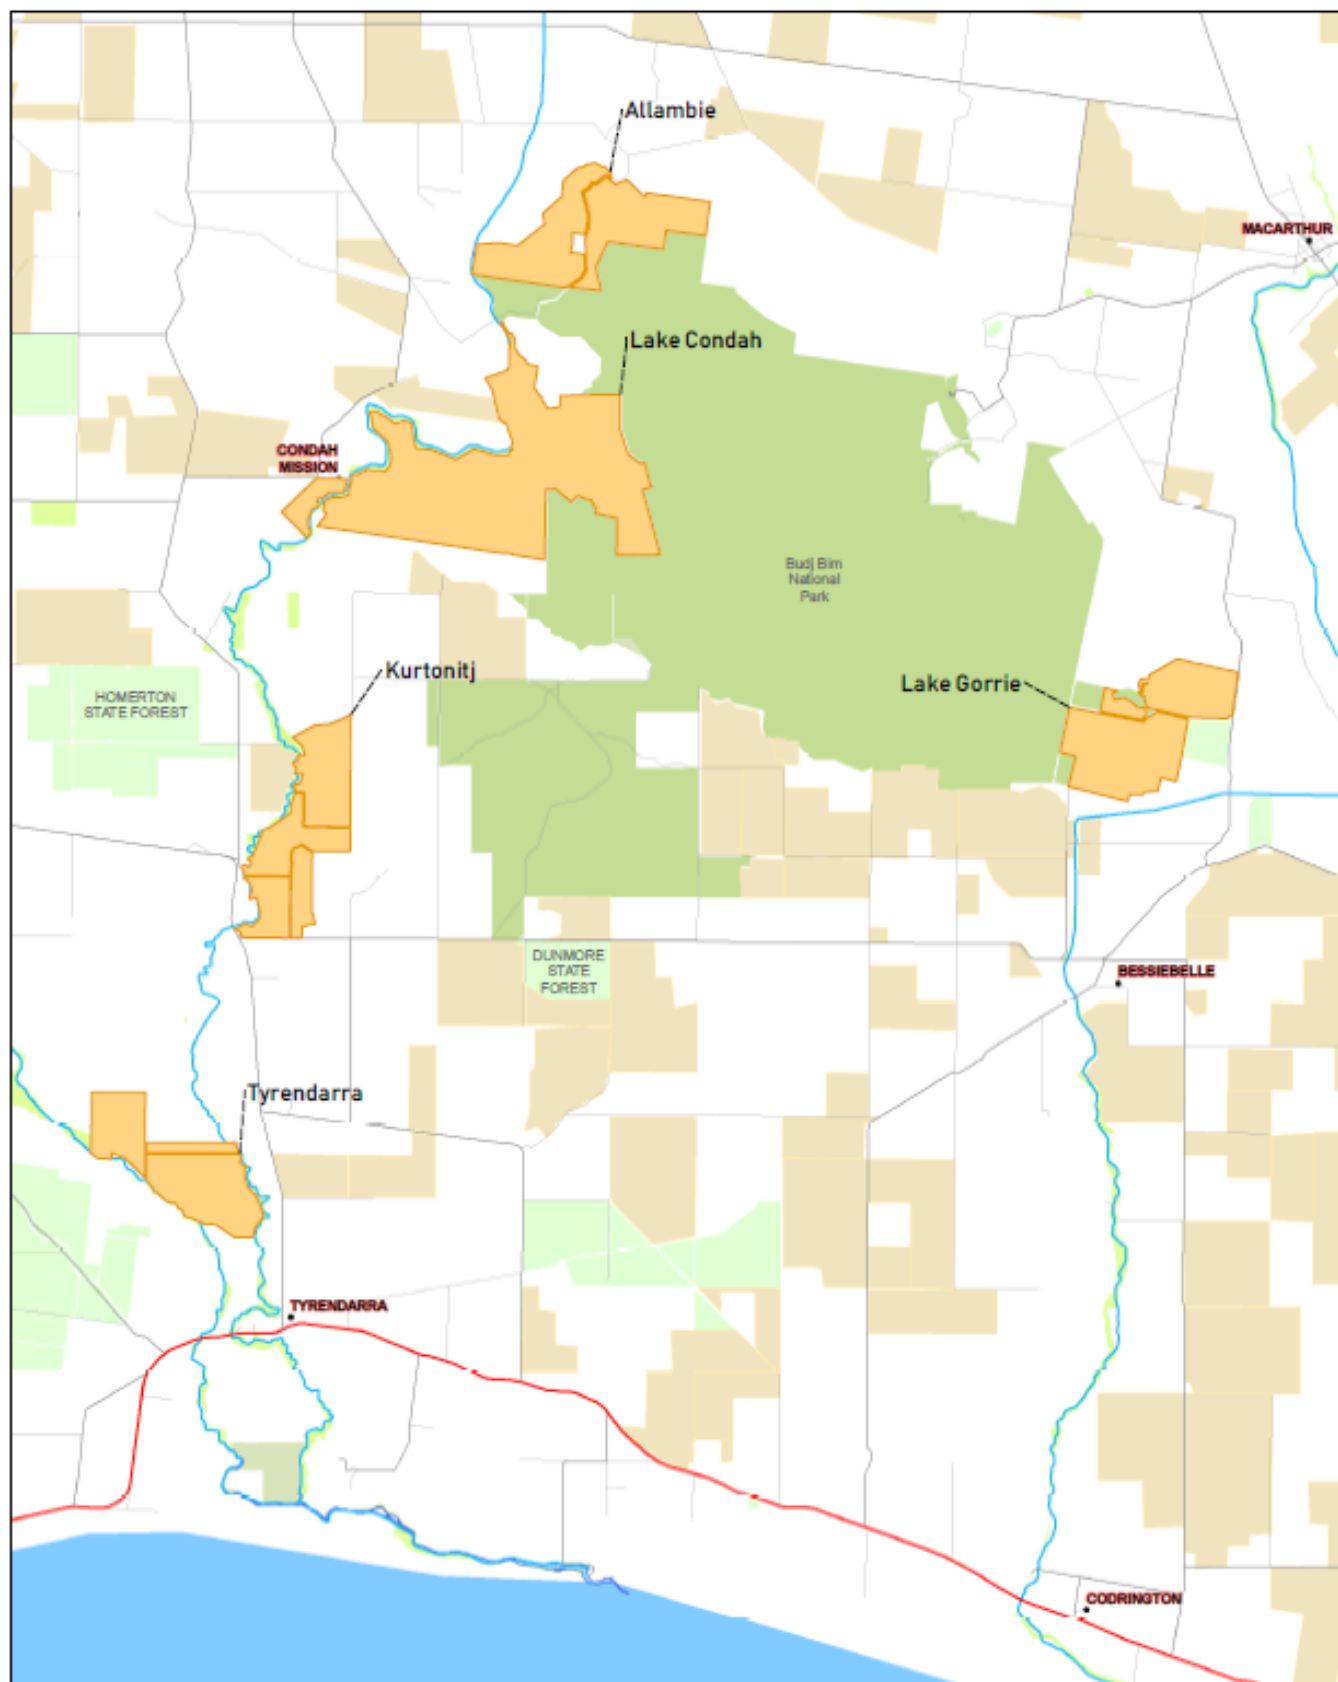 Allambie
MACARTHUR
Lake Condah
CONDAH
MISSION
Budj Bim
National
Park
Kurtonitj
Lake Gorrie
HOMERTON
STATE FOREST
DUNMORE
STATE
FOREST
BESSIEBELLE
Tyrendarra
TYRENDARRA
CODRINGTON